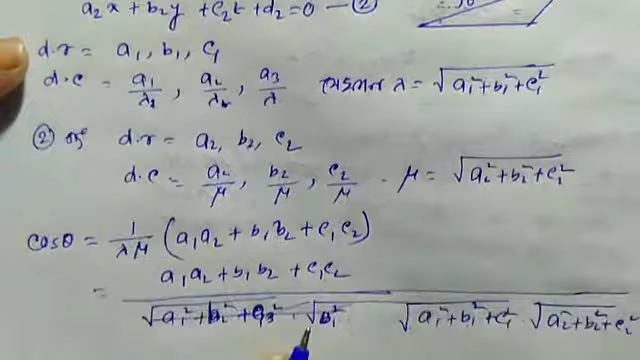 a₂x + b₂y + c₂z + d₂ = 0 — ②
d.r = a₁, b₁, c₁
d.c = a₁/λ, a₂/λ, a₃/λ λ = √(a₁² + b₁² + c₁²)
② d.r = a₂, b₂, c₂
d.c = a₂/μ, b₂/μ, c₂/μ - μ = √(a₂² + b₂² + c₂²)
cosθ = 1/λμ (a₁a₂ + b₁b₂ + c₁c₂)
= a₁a₂ + b₁b₂ + c₁c₂
√(a₁² + b₁² + c₁²) √(a₂² + b₂² + c₂²)